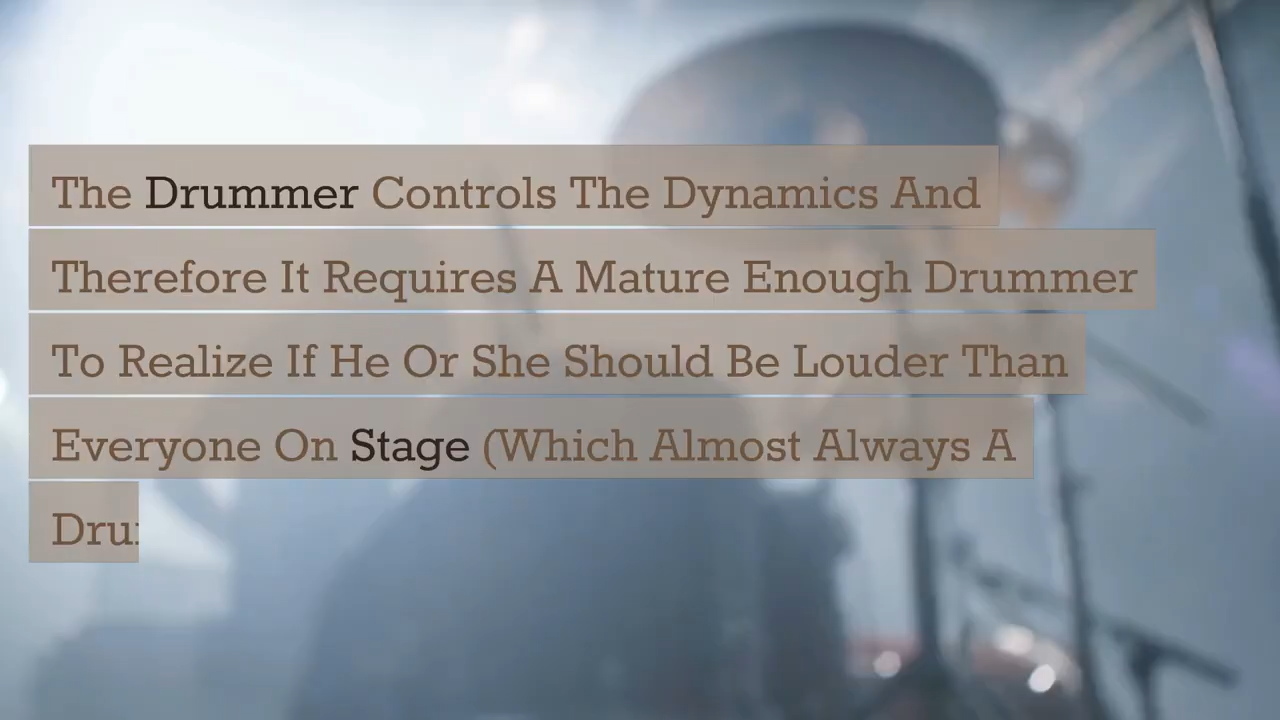 The Drummer Controls The Dynamics And
Therefore It Requires A Mature Enough Drummer
To Realize If He Or She Should Be Louder Than
Everyone On Stage (Which Almost Always A